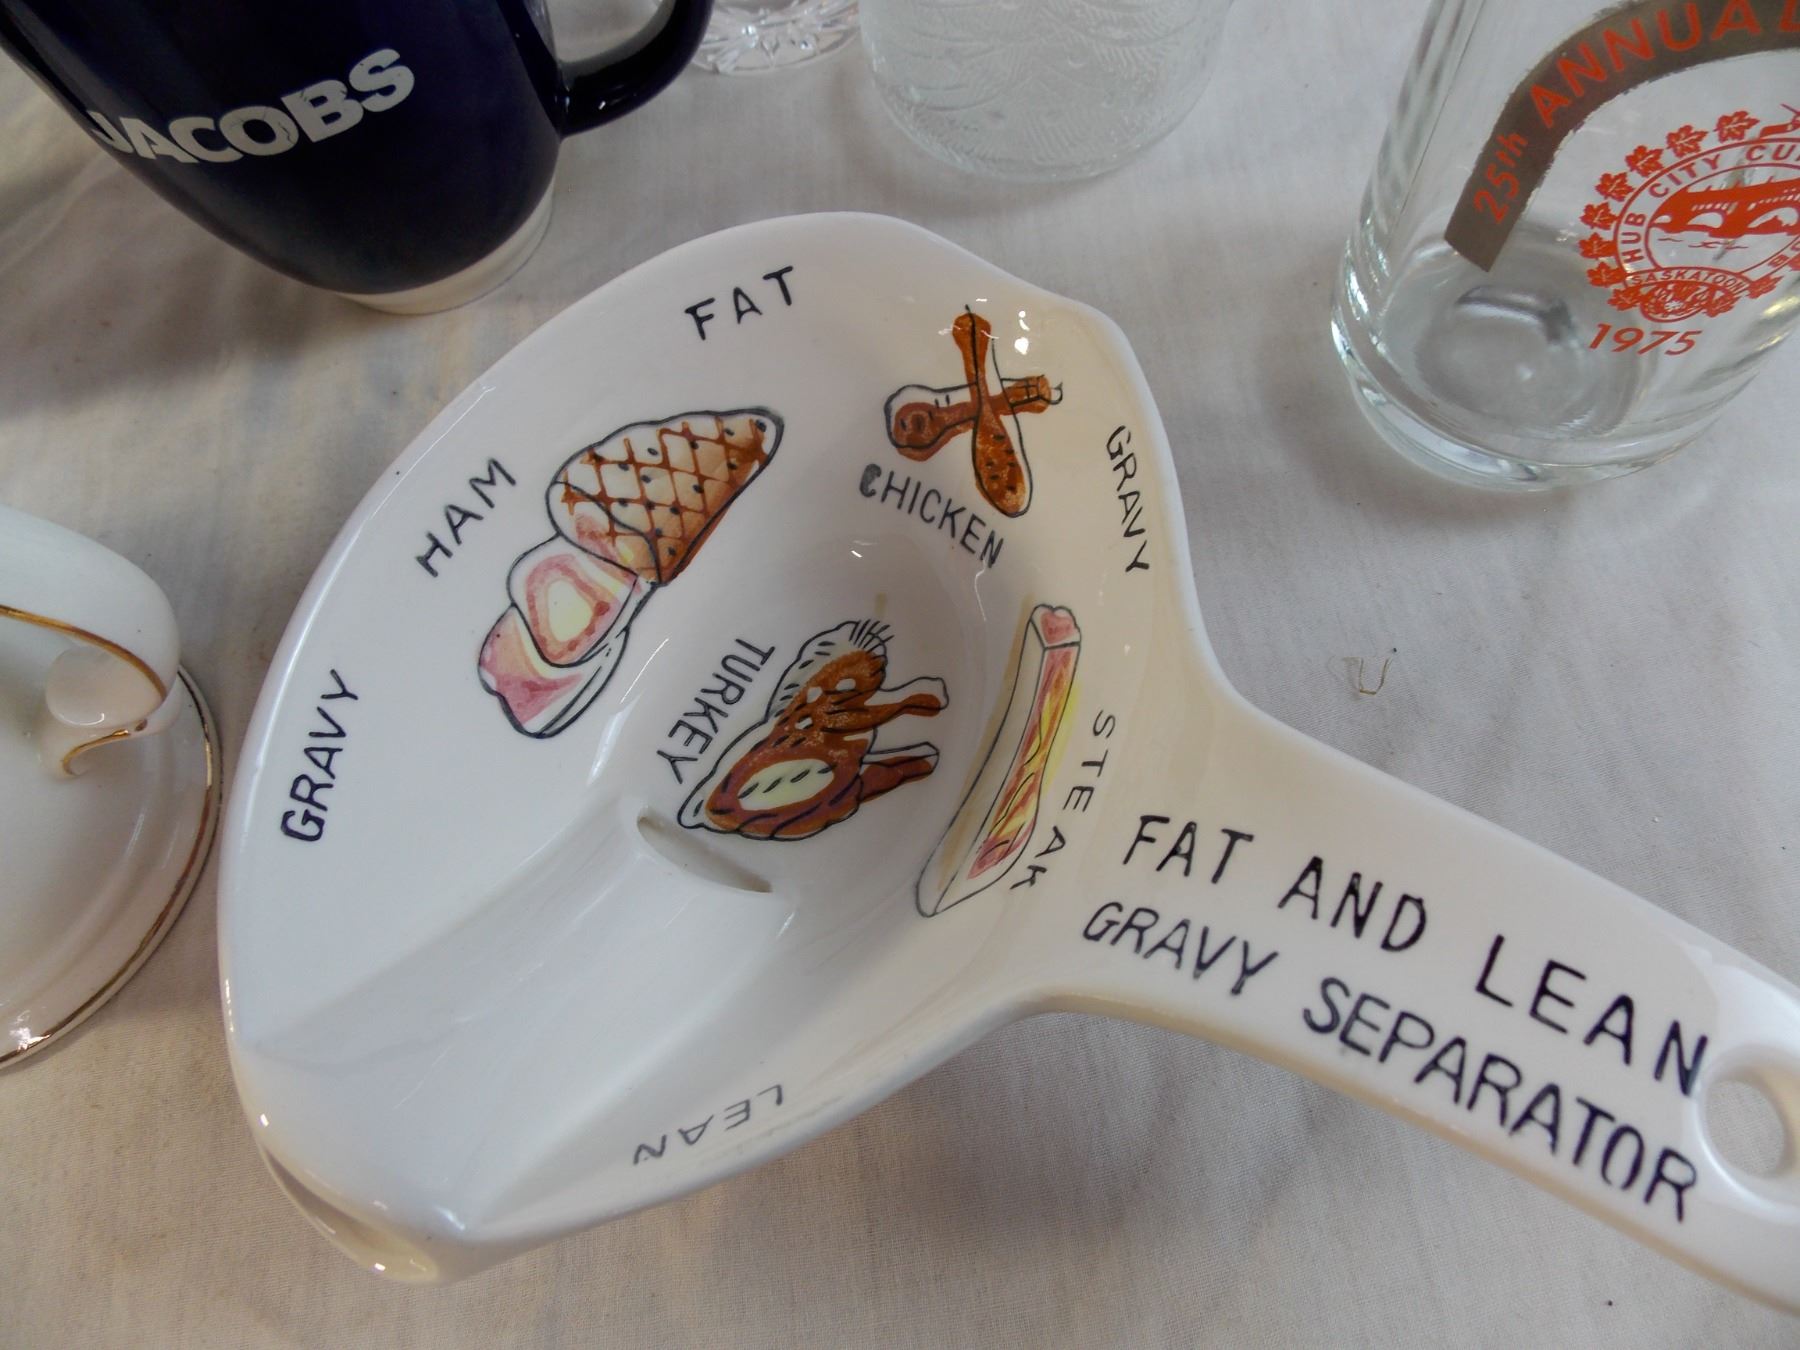 JACOBS
25th ANNUAL
HUB CITY
SASKATOON
1975
FAT
HAM
CHICKEN
GRAVY
TURKEY
GRAVY
STEAK
LEAN
FAT AND LEAN
GRAVY SEPARATOR